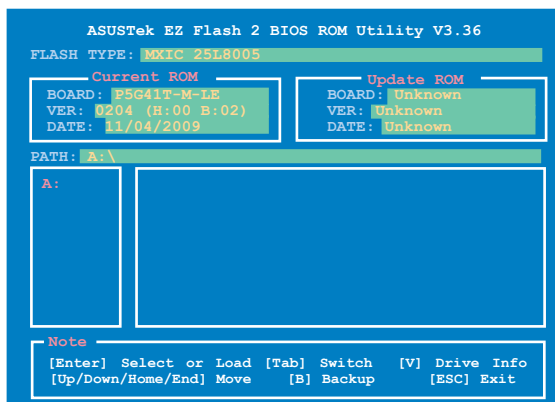 ASUSTek EZ Flash 2 BIOS ROM Utility V3.36
FLASH TYPE: MXIC 25L8005
Current ROM
BOARD: P5G41T-M-LE
VER: 0204 (H:00 B:02)
DATE: 11/04/2009
Update ROM
BOARD: Unknown
VER: Unknown
DATE: Unknown
PATH: A:\
A:
Note
[Enter] Select or Load [Tab] Switch [V] Drive Info
[Up/Down/Home/End] Move [B] Backup [ESC] Exit